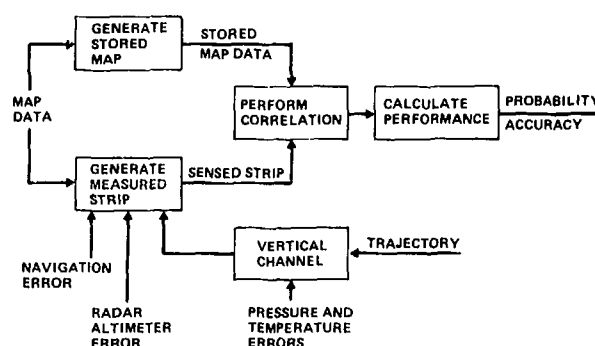 GENERATE
STORED
MAP
STORED
MAP DATA
MAP
DATA
PERFORM
CORRELATION
CALCULATE
PERFORMANCE
PROBABILITY
ACCURACY
GENERATE
MEASURED
STRIP
SENSED STRIP
VERTICAL
CHANNEL
TRAJECTORY
NAVIGATION
ERROR
RADAR
ALTIMETER
ERROR
PRESSURE AND
TEMPERATURE
ERRORS